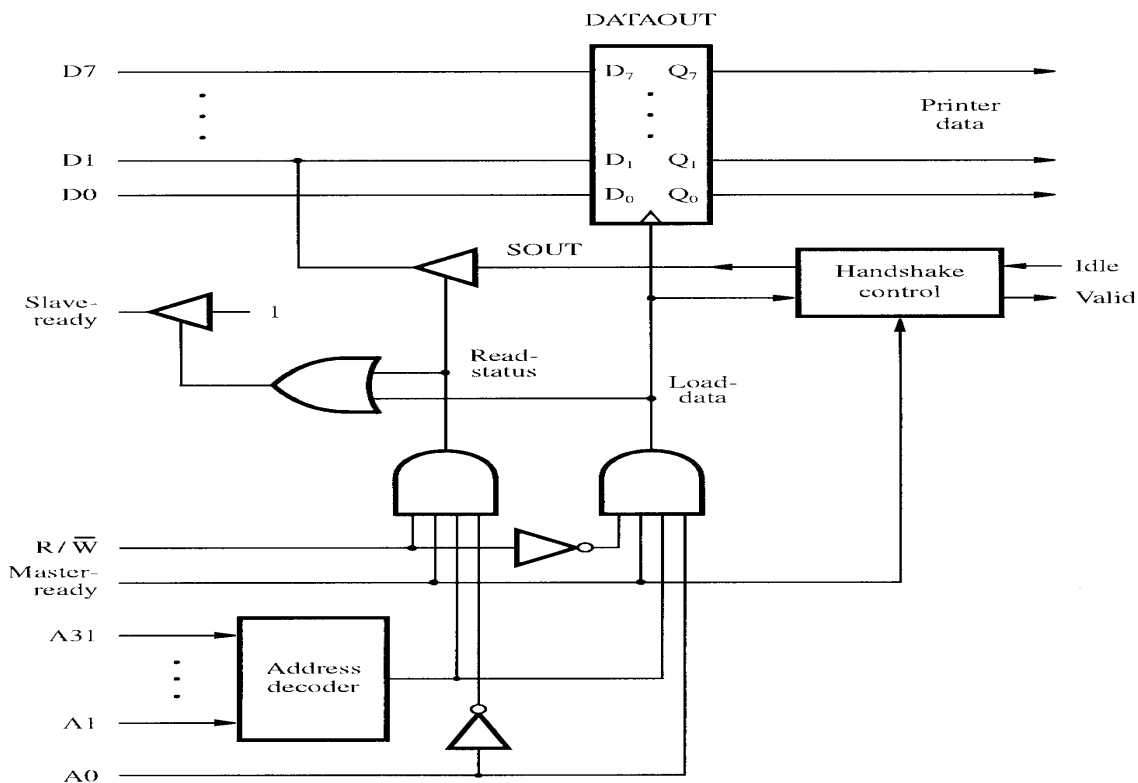 DATAOUT
D7 D₇ Q₇
Printer
data
D1 D₁ Q₁
D0 D₀ Q₀
SOUT
Handshake
control
Idle
Valid
Slave-
ready
1
Read-
status
Load-
data
R / W̅
Master-
ready
A31
Address
decoder
A1
A0